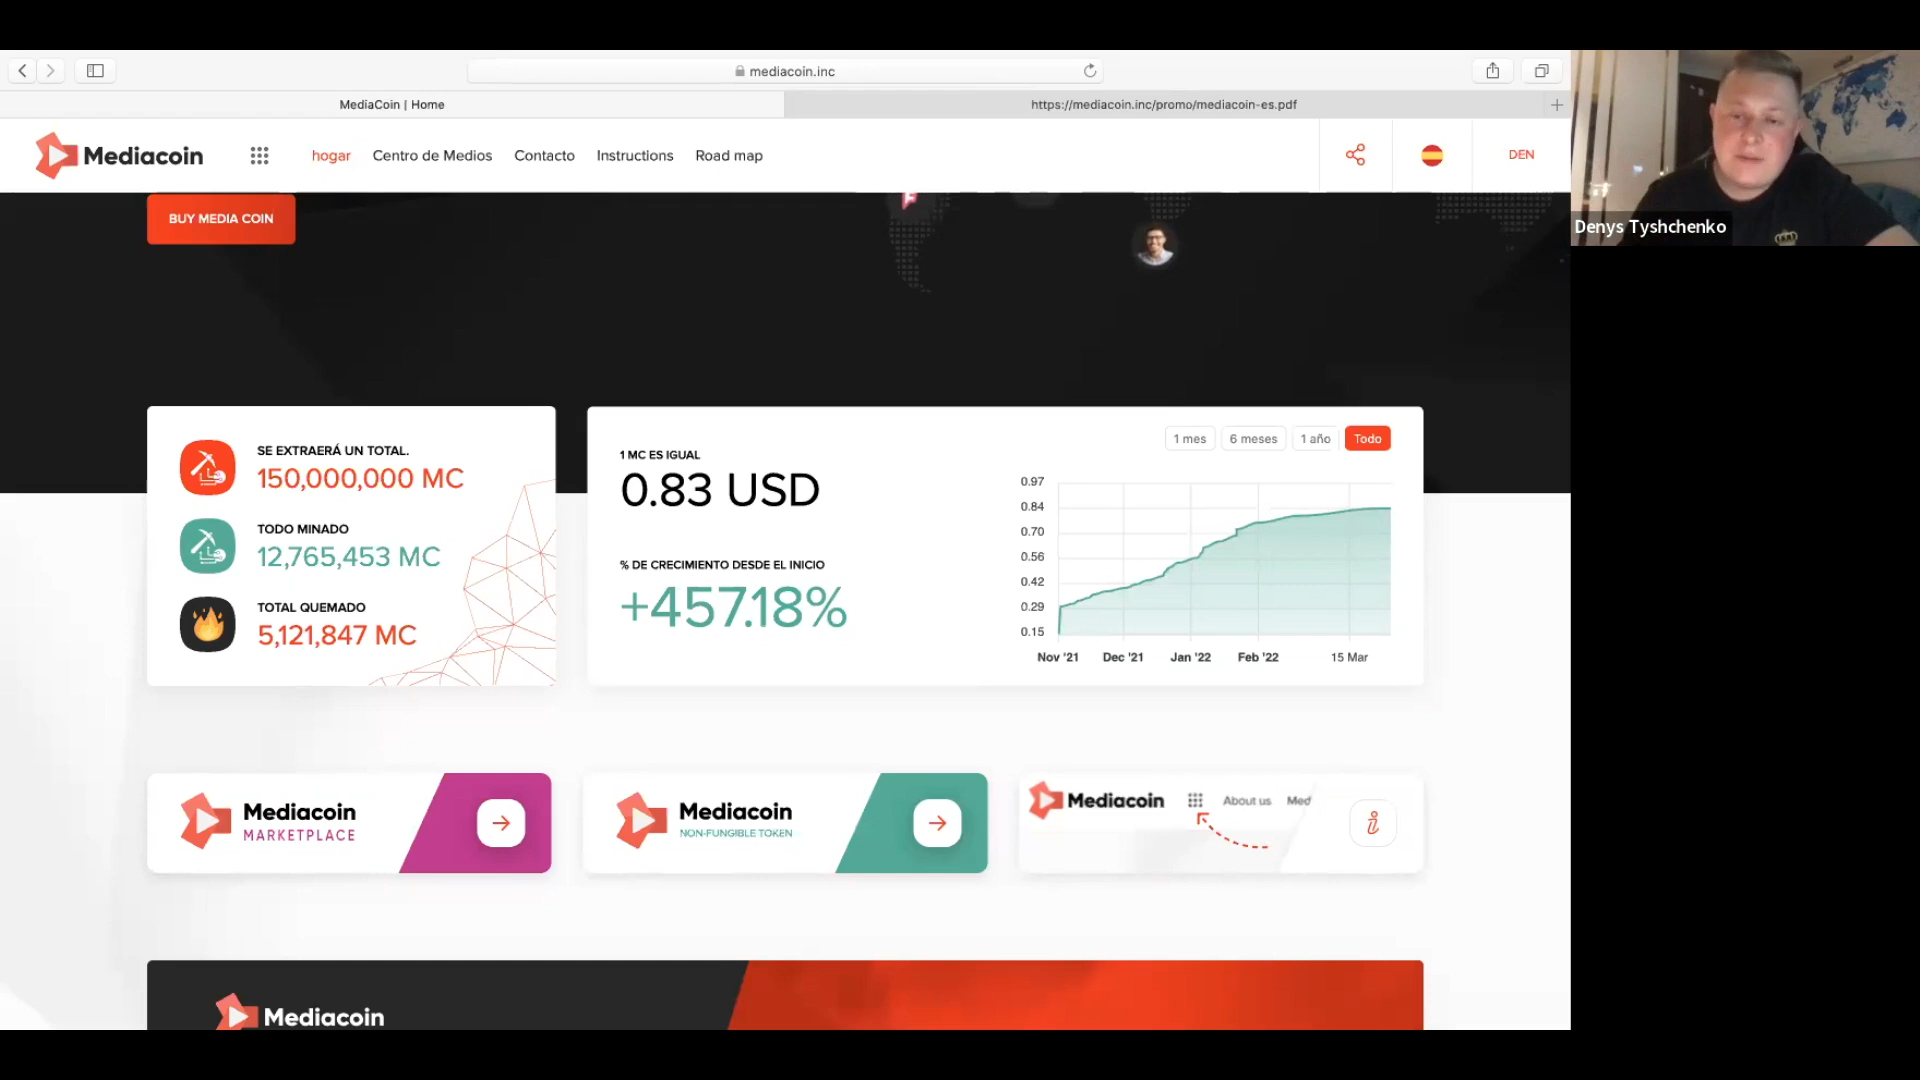 mediacoin.inc
MediaCoin | Home
https://mediacoin.inc/promo/mediacoin-es.pdf
Mediacoin
hogar
Centro de Medios
Contacto
Instructions
Road map
DEN
Denys Tyshchenko
BUY MEDIA COIN
SE EXTRAERÁ UN TOTAL.
150,000,000 MC
TODO MINADO
12,765,453 MC
TOTAL QUEMADO
5,121,847 MC
1 MC ES IGUAL
0.83 USD
% DE CRECIMIENTO DESDE EL INICIO
+457.18%
1 mes
6 meses
1 año
Todo
0.97
0.84
0.70
0.56
0.42
0.29
0.15
Nov '21
Dec '21
Jan '22
Feb '22
15 Mar
Mediacoin
MARKETPLACE
Mediacoin
NON-FUNGIBLE TOKEN
Mediacoin
About us
Med
Mediacoin